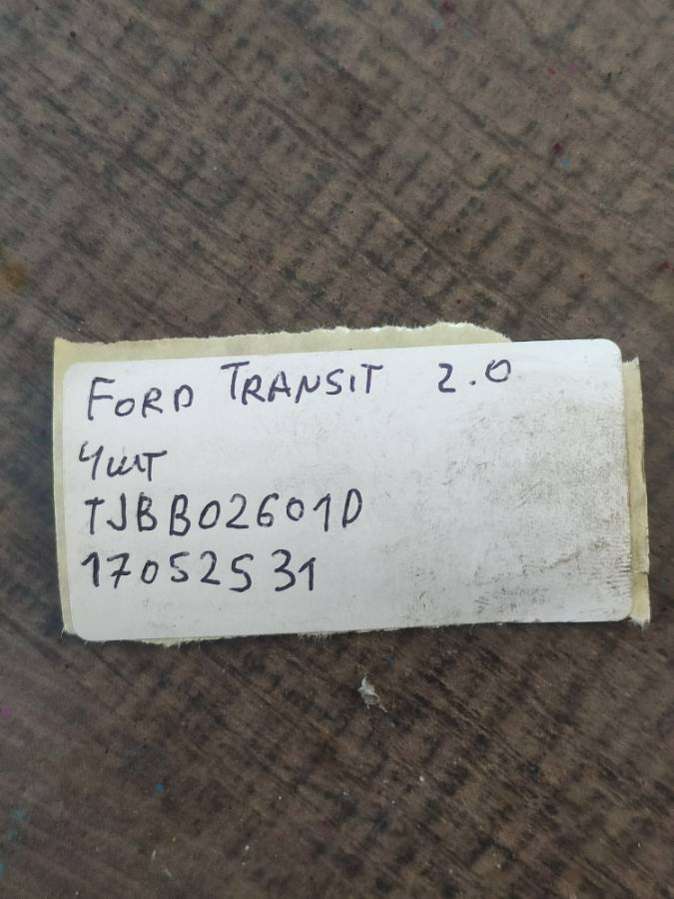 FORD TRANSIT 2.0
4шт
TJBB02601D
17052531